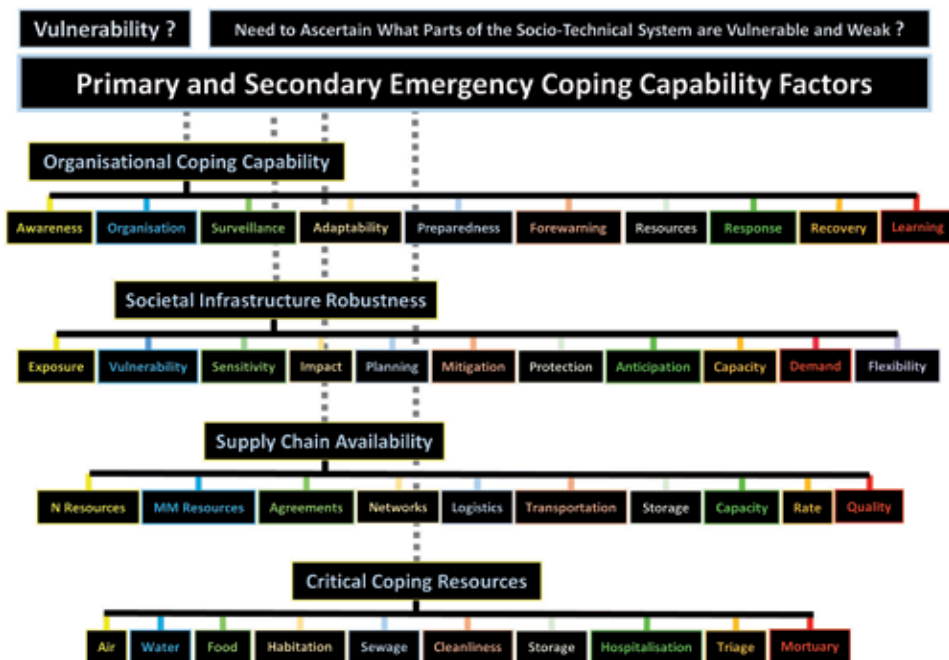 Vulnerability ?
Need to Ascertain What Parts of the Socio-Technical System are Vulnerable and Weak ?
Primary and Secondary Emergency Coping Capability Factors
Organisational Coping Capability
Awareness Organisation Surveillance Adaptability Preparedness Forewarning Resources Response Recovery Learning
Societal Infrastructure Robustness
Exposure Vulnerability Sensitivity Impact Planning Mitigation Protection Anticipation Capacity Demand Flexibility
Supply Chain Availability
N Resources MM Resources Agreements Networks Logistics Transportation Storage Capacity Rate Quality
Critical Coping Resources
Air Water Food Habitation Sewage Cleanliness Storage Hospitalisation Triage Mortuary